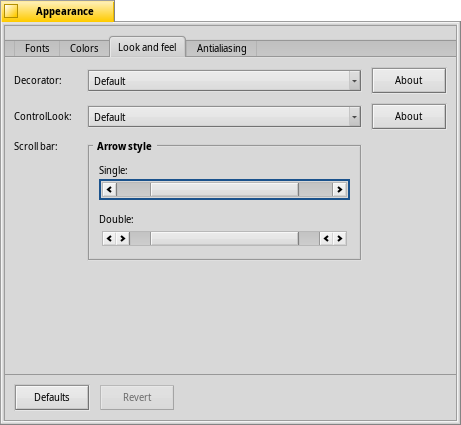 Appearance
Fonts Colors Look and feel Antialiasing
Decorator: Default About
ControlLook: Default About
Scroll bar: Arrow style
Single:
Double:
Defaults Revert